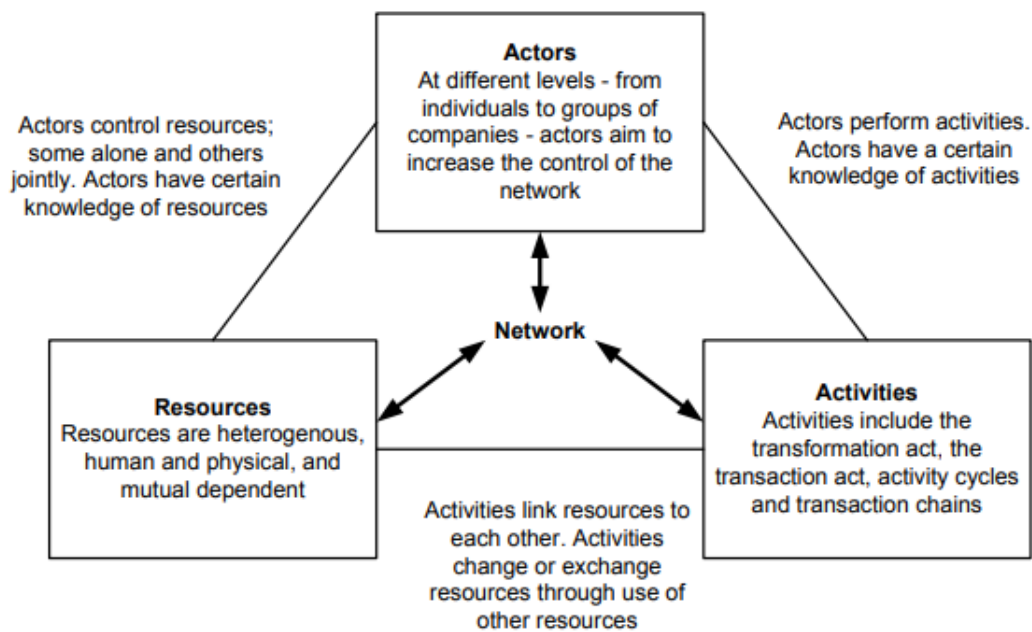 Actors
At different levels - from
individuals to groups of
companies - actors aim to
increase the control of the
network
Actors control resources;
some alone and others
jointly. Actors have certain
knowledge of resources
Actors perform activities.
Actors have a certain
knowledge of activities
Network
Resources
Resources are heterogenous,
human and physical, and
mutual dependent
Activities
Activities include the
transformation act, the
transaction act, activity cycles
and transaction chains
Activities link resources to
each other. Activities
change or exchange
resources through use of
other resources